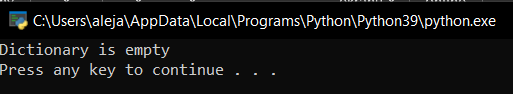 C:\Users\aleja\AppData\Local\Programs\Python\Python39\python.exe
Dictionary is empty
Press any key to continue . . .